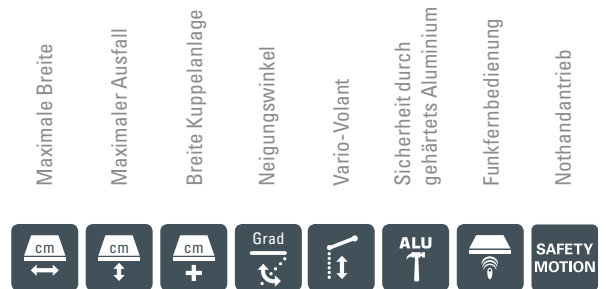 Maximale Breite
Maximaler Ausfall
Breite Kuppelanlage
Neigungswinkel
Vario-Volant
Sicherheit durch
gehärtets Aluminium
Funkfernbedienung
Nothandantrieb
cm
cm
cm
Grad
ALU
SAFETY
MOTION